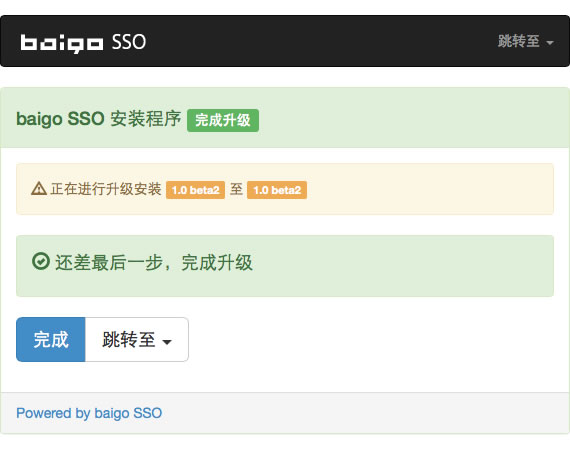 baigo SSO 跳转至
baigo SSO 安装程序 完成升级
正在进行升级安装 1.0 beta2 至 1.0 beta2
还差最后一步，完成升级
完成 跳转至
Powered by baigo SSO